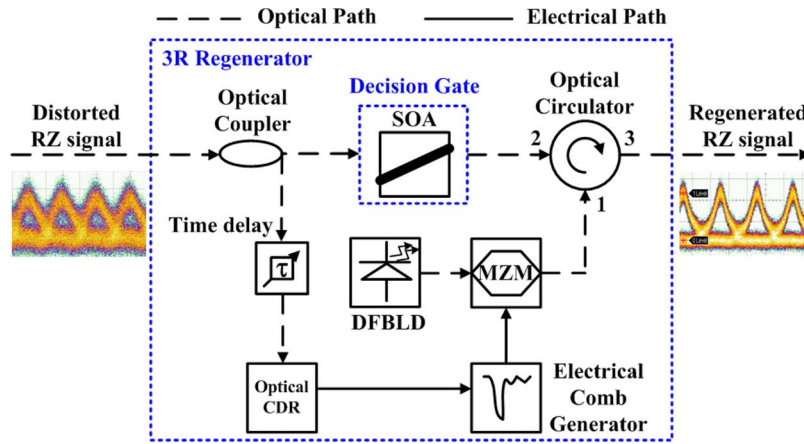 Optical Path
Electrical Path
3R Regenerator
Distorted
RZ signal
Optical
Coupler
Decision Gate
SOA
Optical
Circulator
2
3
1
Regenerated
RZ signal
Time delay
τ
DFBLD
MZM
Optical
CDR
Electrical
Comb
Generator